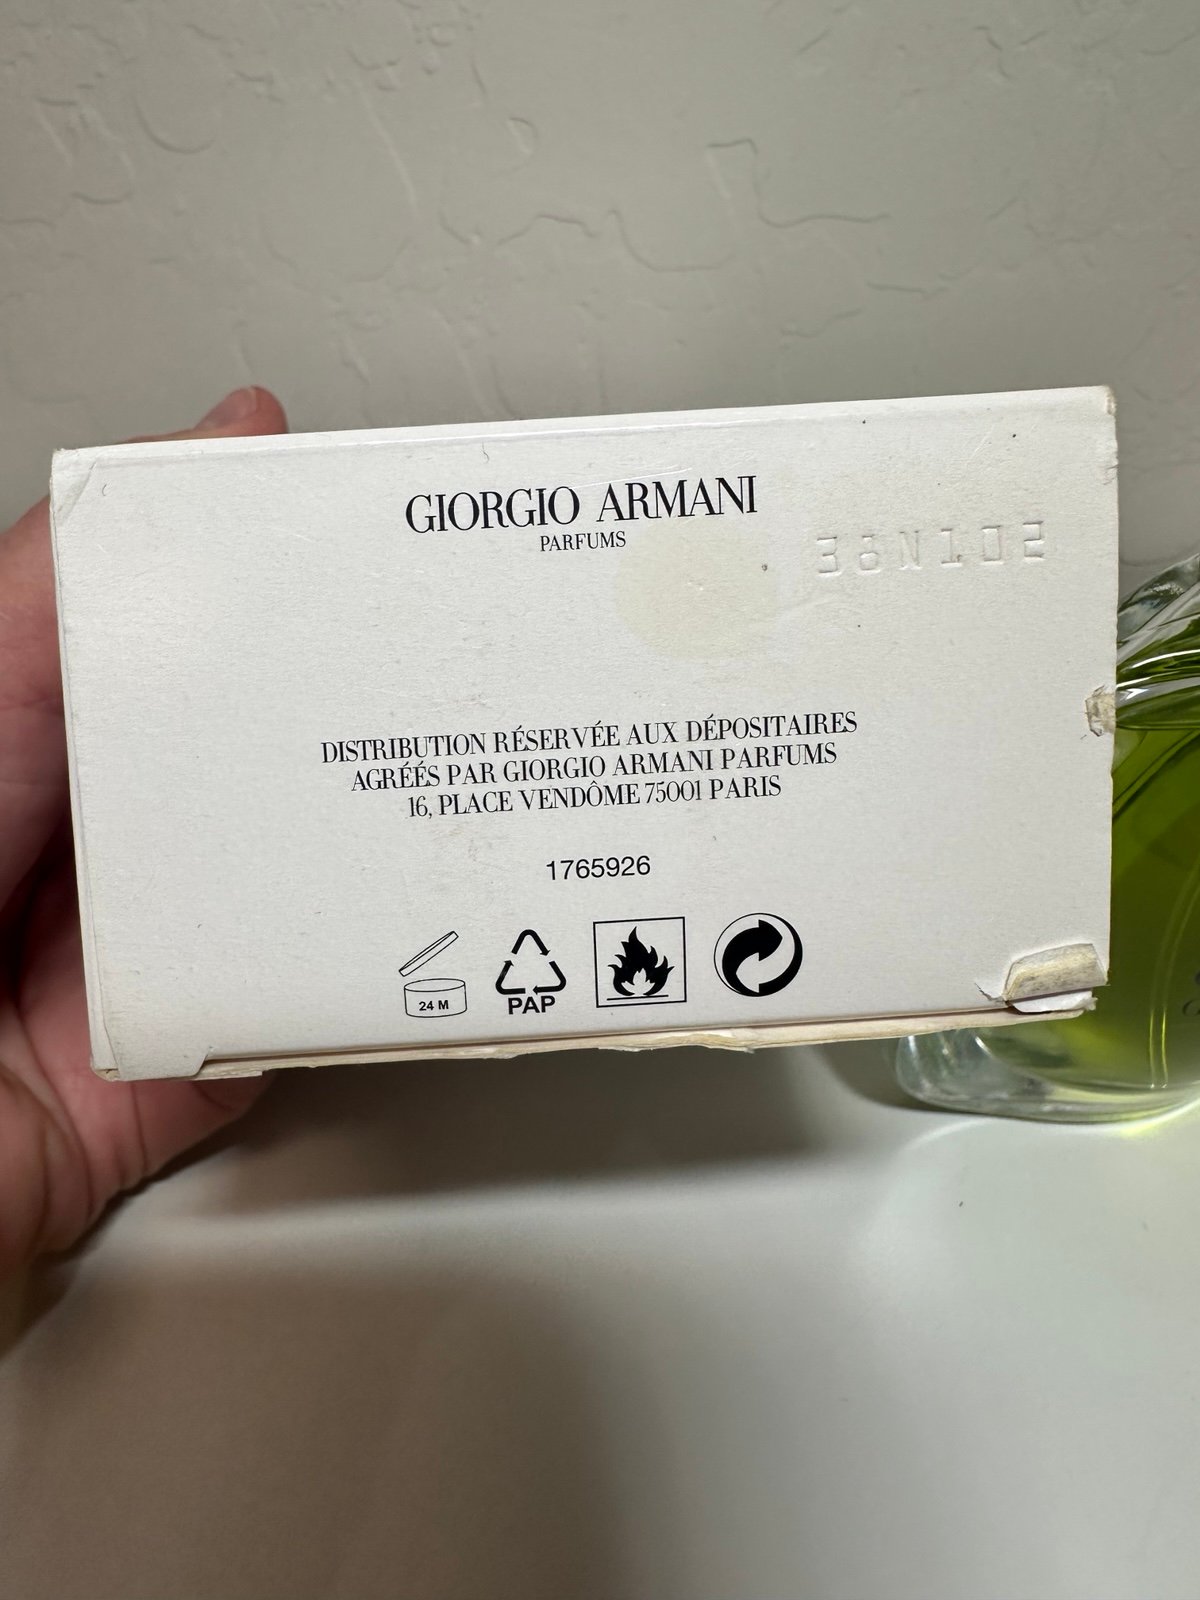 GIORGIO ARMANI
PARFUMS
38N102
DISTRIBUTION RÉSERVÉE AUX DÉPOSITAIRES
AGRÉÉS PAR GIORGIO ARMANI PARFUMS
16, PLACE VENDÔME 75001 PARIS
1765926
24 M
PAP